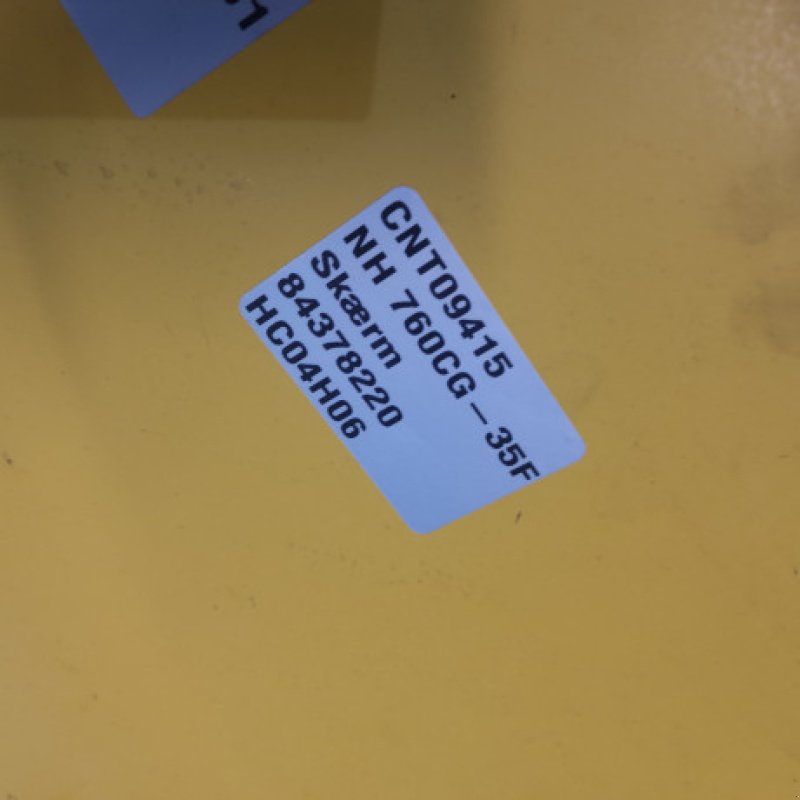 CNT09415
NH 760CG-35F
Skærm
84378220
HC04H06